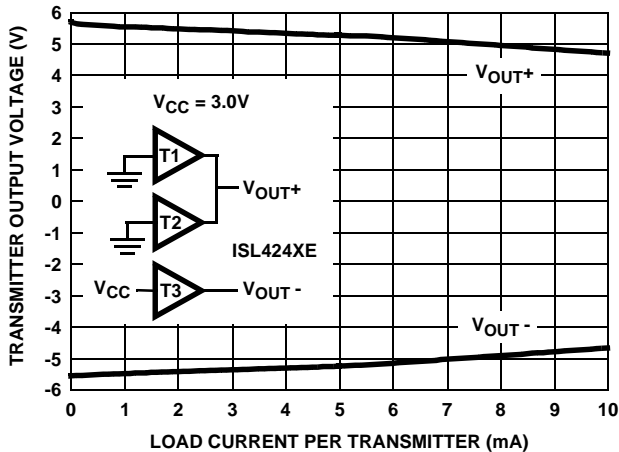 TRANSMITTER OUTPUT VOLTAGE (V)
6
5
4
3
2
1
0
-1
-2
-3
-4
-5
-6
VOUT+
VCC = 3.0V
T1
VOUT+
T2
ISL424XE
VCC
T3
VOUT -
VOUT -
0 1 2 3 4 5 6 7 8 9 10
LOAD CURRENT PER TRANSMITTER (mA)